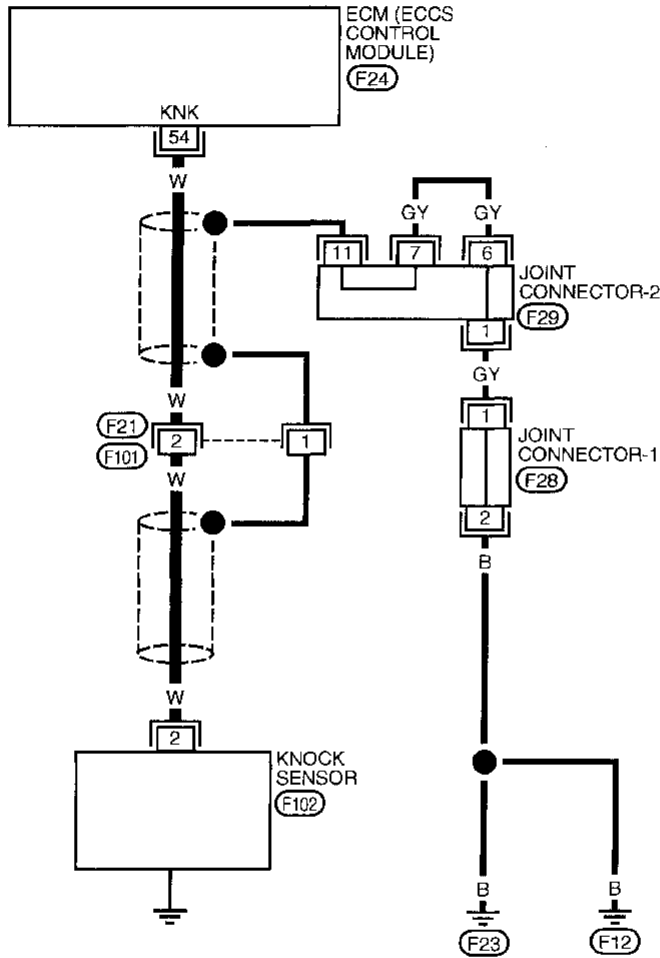 ECM (ECCS
CONTROL
MODULE)
F24
KNK
54
W
GY GY
11 7 6
JOINT
CONNECTOR-2
F29
1
GY
W
F21
F101
2 1
W
1
JOINT
CONNECTOR-1
F28
2
B
W
2
KNOCK
SENSOR
F102
B B
F23 F12